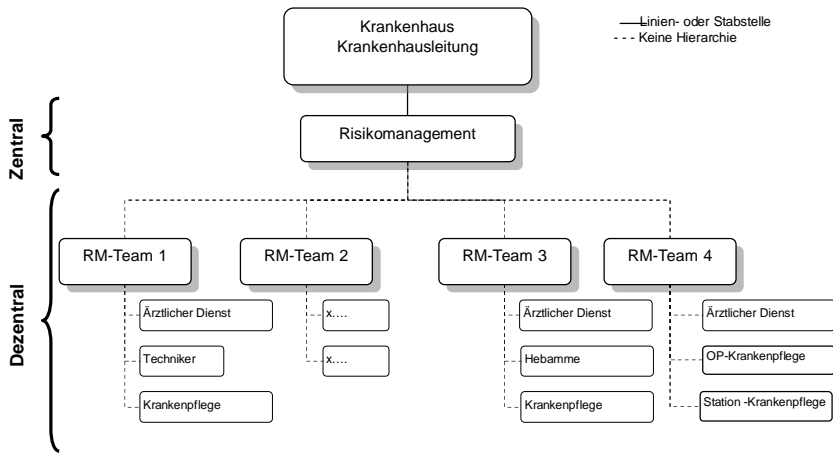 Krankenhaus
Krankenhausleitung
Linien- oder Stabstelle
Keine Hierarchie
Zentral
Risikomanagement
Dezentral
RM-Team 1
RM-Team 2
RM-Team 3
RM-Team 4
Ärztlicher Dienst
x....
Ärztlicher Dienst
Ärztlicher Dienst
Techniker
x....
Hebamme
OP-Krankenpflege
Krankenpflege
Krankenpflege
Station -Krankenpflege